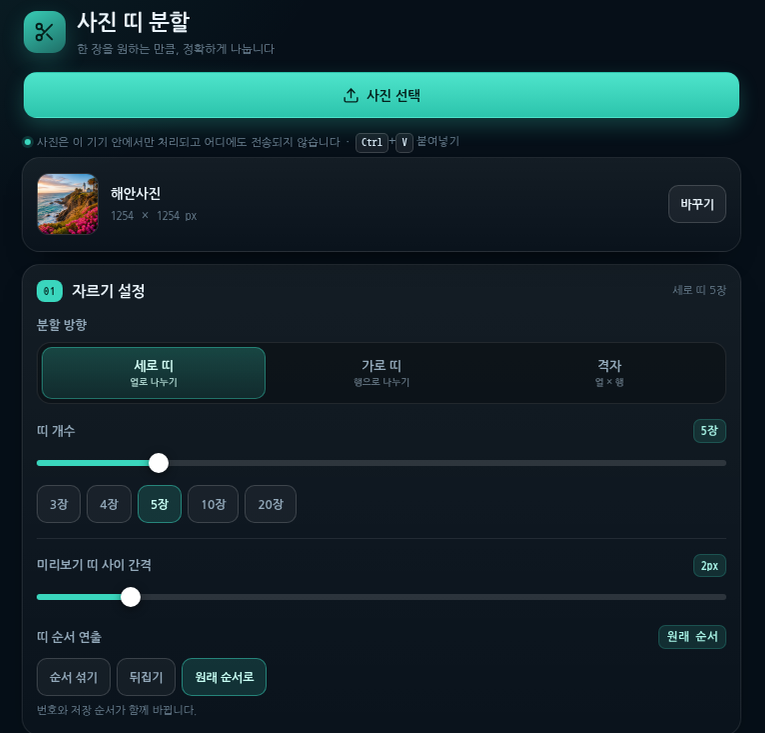 사진 띠 분할
한 장을 원하는 만큼, 정확하게 나눕니다
사진 선택
사진은 이 기기 안에서만 처리되고 어디에도 전송되지 않습니다 · Ctrl + V 붙여넣기
해안사진
1254 × 1254 px
바꾸기
01 자르기 설정
세로 띠 5장
분할 방향
세로 띠
열로 나누기
가로 띠
행으로 나누기
격자
열 × 행
띠 개수
5장
3장 4장 5장 10장 20장
미리보기 띠 사이 간격
2px
띠 순서 연출
원래 순서
순서 섞기 뒤집기 원래 순서로
번호와 저장 순서가 함께 바뀝니다.